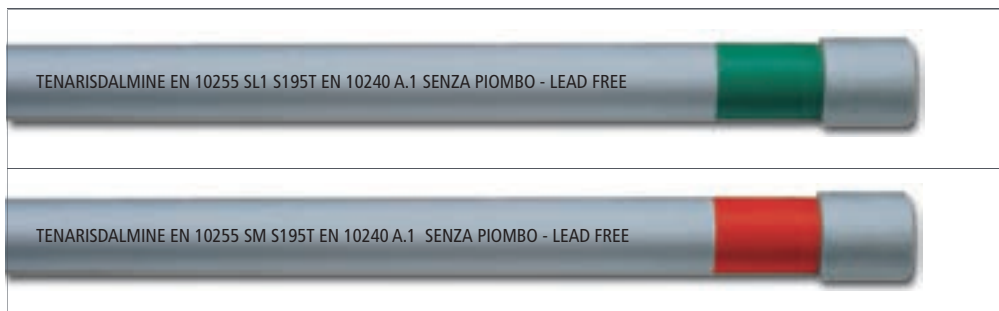 TENARISDALMINE EN 10255 SL1 S195T EN 10240 A.1 SENZA PIOMBO - LEAD FREE
TENARISDALMINE EN 10255 SM S195T EN 10240 A.1 SENZA PIOMBO - LEAD FREE